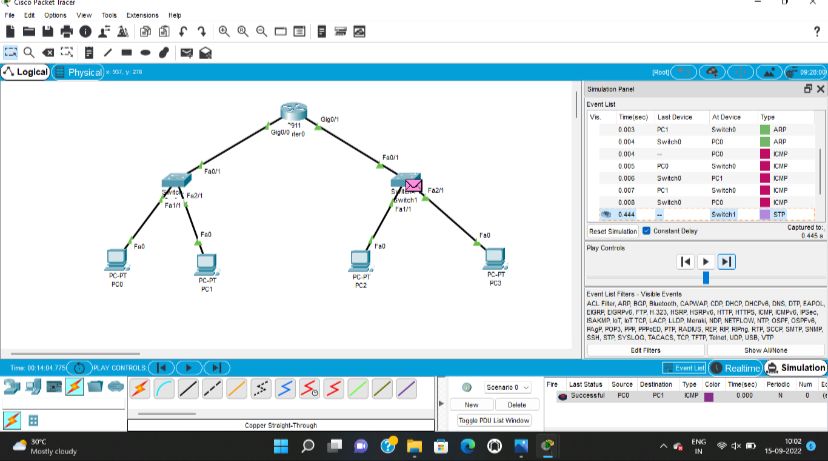 Cisco Packet Tracer
File Edit Options View Tools Extensions Help
Logical Physical x: 937, y: 276 [Root] 09:28:00
Simulation Panel
Event List
Vis. Time(sec) Last Device At Device Type
0.003 PC1 Switch0 ARP
0.004 Switch0 PC0 ARP
0.004 -- PC0 ICMP
0.005 PC0 Switch0 ICMP
0.006 Switch0 PC1 ICMP
0.007 PC1 Switch0 ICMP
0.008 Switch0 PC0 ICMP
0.444 -- Switch1 STP
Reset Simulation Constant Delay Captured to:
0.445 s
Play Controls
Event List Filters - Visible Events
ACL Filter, ARP, BGP, Bluetooth, CAPWAP, CDP, DHCP, DHCPv6, DNS, DTP, EAPOL,
EIGRP, EIGRPv6, FTP, H.323, HSRP, HSRPv6, HTTP, HTTPS, ICMP, ICMPv6, IPSec,
ISAKMP, IoT, IoT TCP, LACP, LLDP, Meraki, NDP, NETFLOW, NTP, OSPF, OSPFv6,
PAgP, POP3, PPP, PPPoED, PTP, RADIUS, REP, RIP, RIPng, RTP, SCCP, SMTP, SNMP,
SSH, STP, SYSLOG, TACACS, TCP, TFTP, Telnet, UDP, USB, VTP
Edit Filters Show All/None
Gig0/1
2911
Gig0/0
Fa0/1
Fa0/1
Fa2/1
Fa1/1
Fa2/1
Switch1
Fa1/1
Fa0
Fa0
Fa0
Fa0
PC-PT
PC0
PC-PT
PC1
PC-PT
PC2
PC-PT
PC3
Time: 00:14:04.775 PLAY CONTROLS: Event List Realtime Simulation
Scenario 0
New Delete
Toggle PDU List Window
Fire Last Status Source Destination Type Color Time(sec) Periodic Num
Successful PC0 PC1 ICMP 0.000 N 0
Copper Straight-Through
30°C
Mostly cloudy
ENG
IN
10:02
15-09-2022